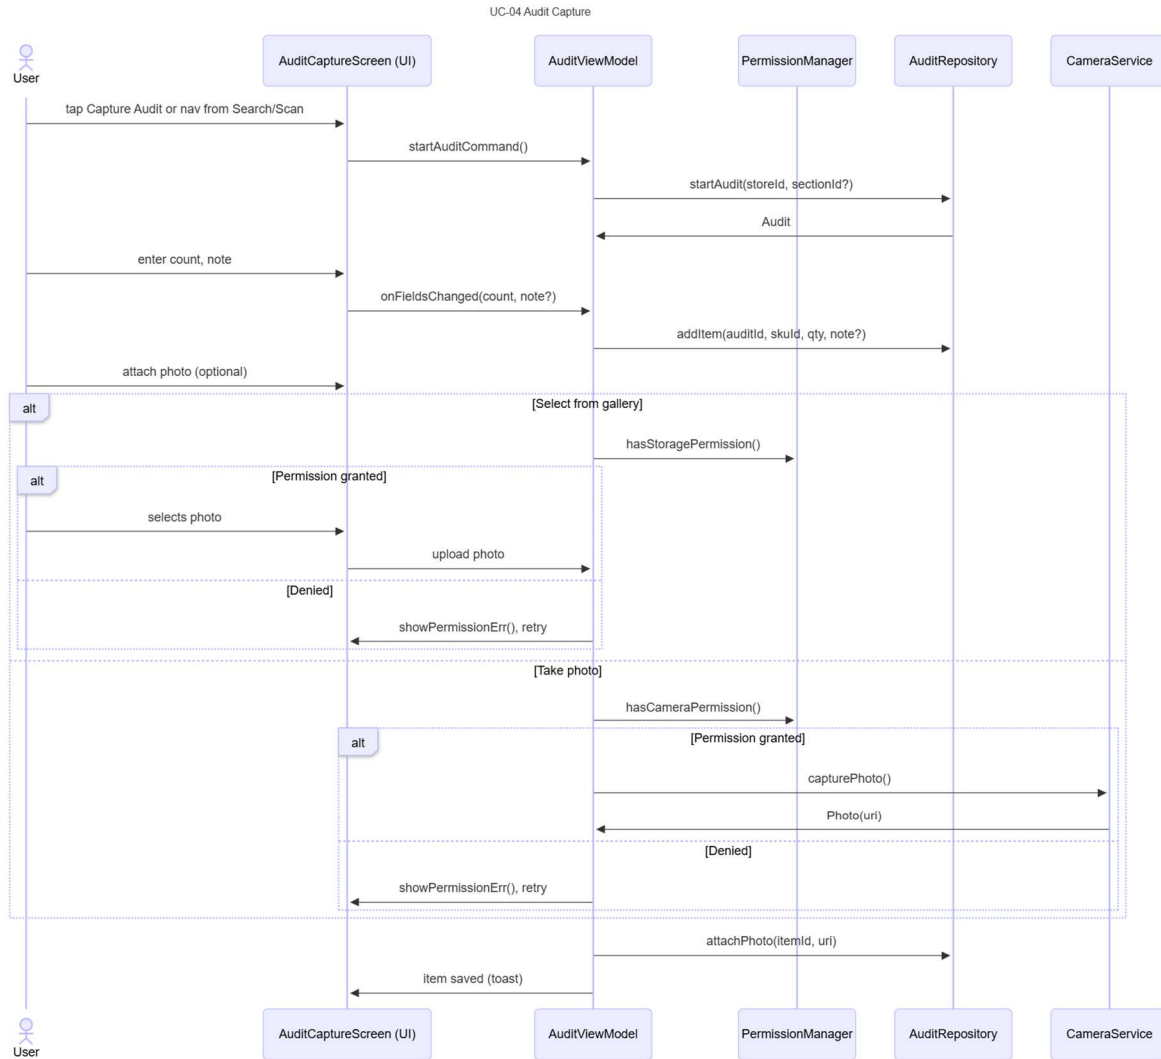 UC-04 Audit Capture
User
AuditCaptureScreen (UI)
AuditViewModel
PermissionManager
AuditRepository
CameraService
tap Capture Audit or nav from Search/Scan
startAuditCommand()
startAudit(storeId, sectionId?)
Audit
enter count, note
onFieldsChanged(count, note?)
addItem(auditId, skuId, qty, note?)
attach photo (optional)
alt
[Select from gallery]
hasStoragePermission()
alt
[Permission granted]
selects photo
upload photo
[Denied]
showPermissionErr(), retry
[Take photo]
hasCameraPermission()
alt
[Permission granted]
capturePhoto()
Photo(uri)
[Denied]
showPermissionErr(), retry
attachPhoto(itemId, uri)
item saved (toast)
User
AuditCaptureScreen (UI)
AuditViewModel
PermissionManager
AuditRepository
CameraService